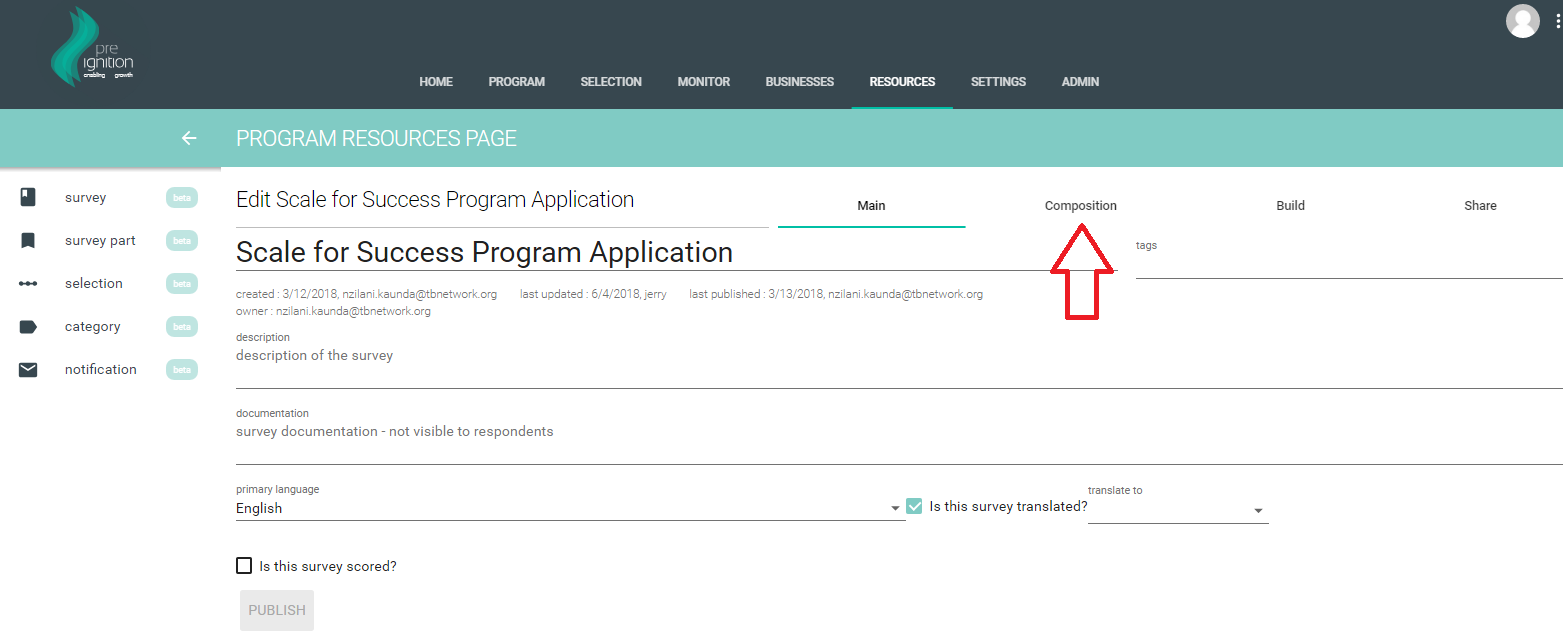 pre
ignition
enabling growth
HOME PROGRAM SELECTION MONITOR BUSINESSES RESOURCES SETTINGS ADMIN
PROGRAM RESOURCES PAGE
survey beta
survey part beta
selection beta
category beta
notification beta
Edit Scale for Success Program Application
Main Composition Build Share
Scale for Success Program Application
tags
created : 3/12/2018, nzilani.kaunda@tbnetwork.org last updated : 6/4/2018, jerry last published : 3/13/2018, nzilani.kaunda@tbnetwork.org
owner : nzilani.kaunda@tbnetwork.org
description
description of the survey
documentation
survey documentation - not visible to respondents
primary language
English
Is this survey translated?
translate to
Is this survey scored?
PUBLISH